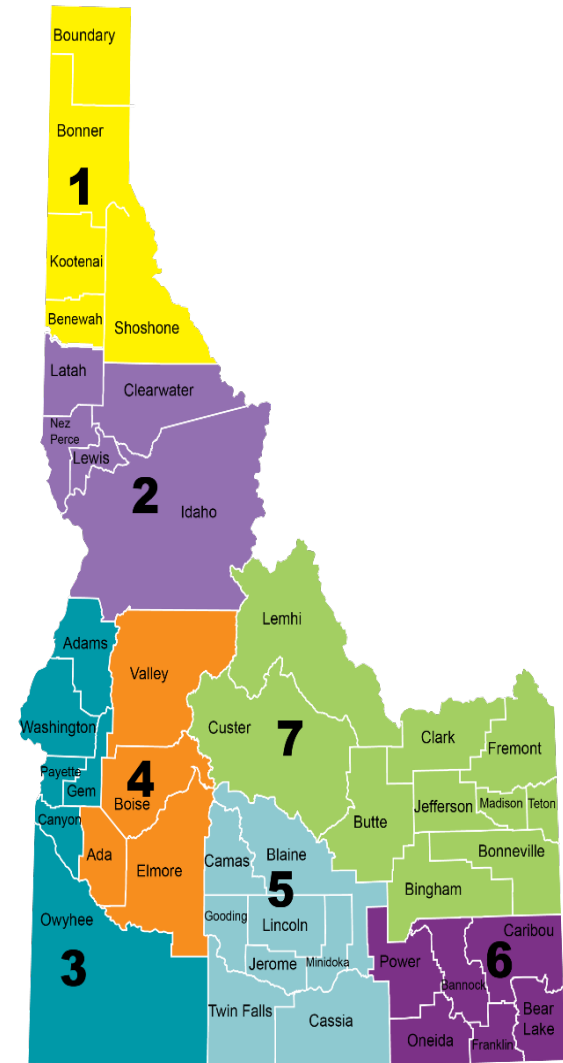 Boundary
Bonner
1
Kootenai
Benewah
Shoshone
Latah
Clearwater
Nez
Perce
Lewis
2
Idaho
Lemhi
Adams
Valley
Custer
7
Clark
Fremont
Washington
Payette
Gem
4
Boise
Butte
Jefferson
Madison
Teton
Canyon
Ada
Elmore
Camas
Blaine
5
Bonneville
Bingham
Owyhee
3
Gooding
Lincoln
Jerome
Minidoka
Power
Bannock
6
Caribou
Twin Falls
Cassia
Oneida
Franklin
Bear
Lake